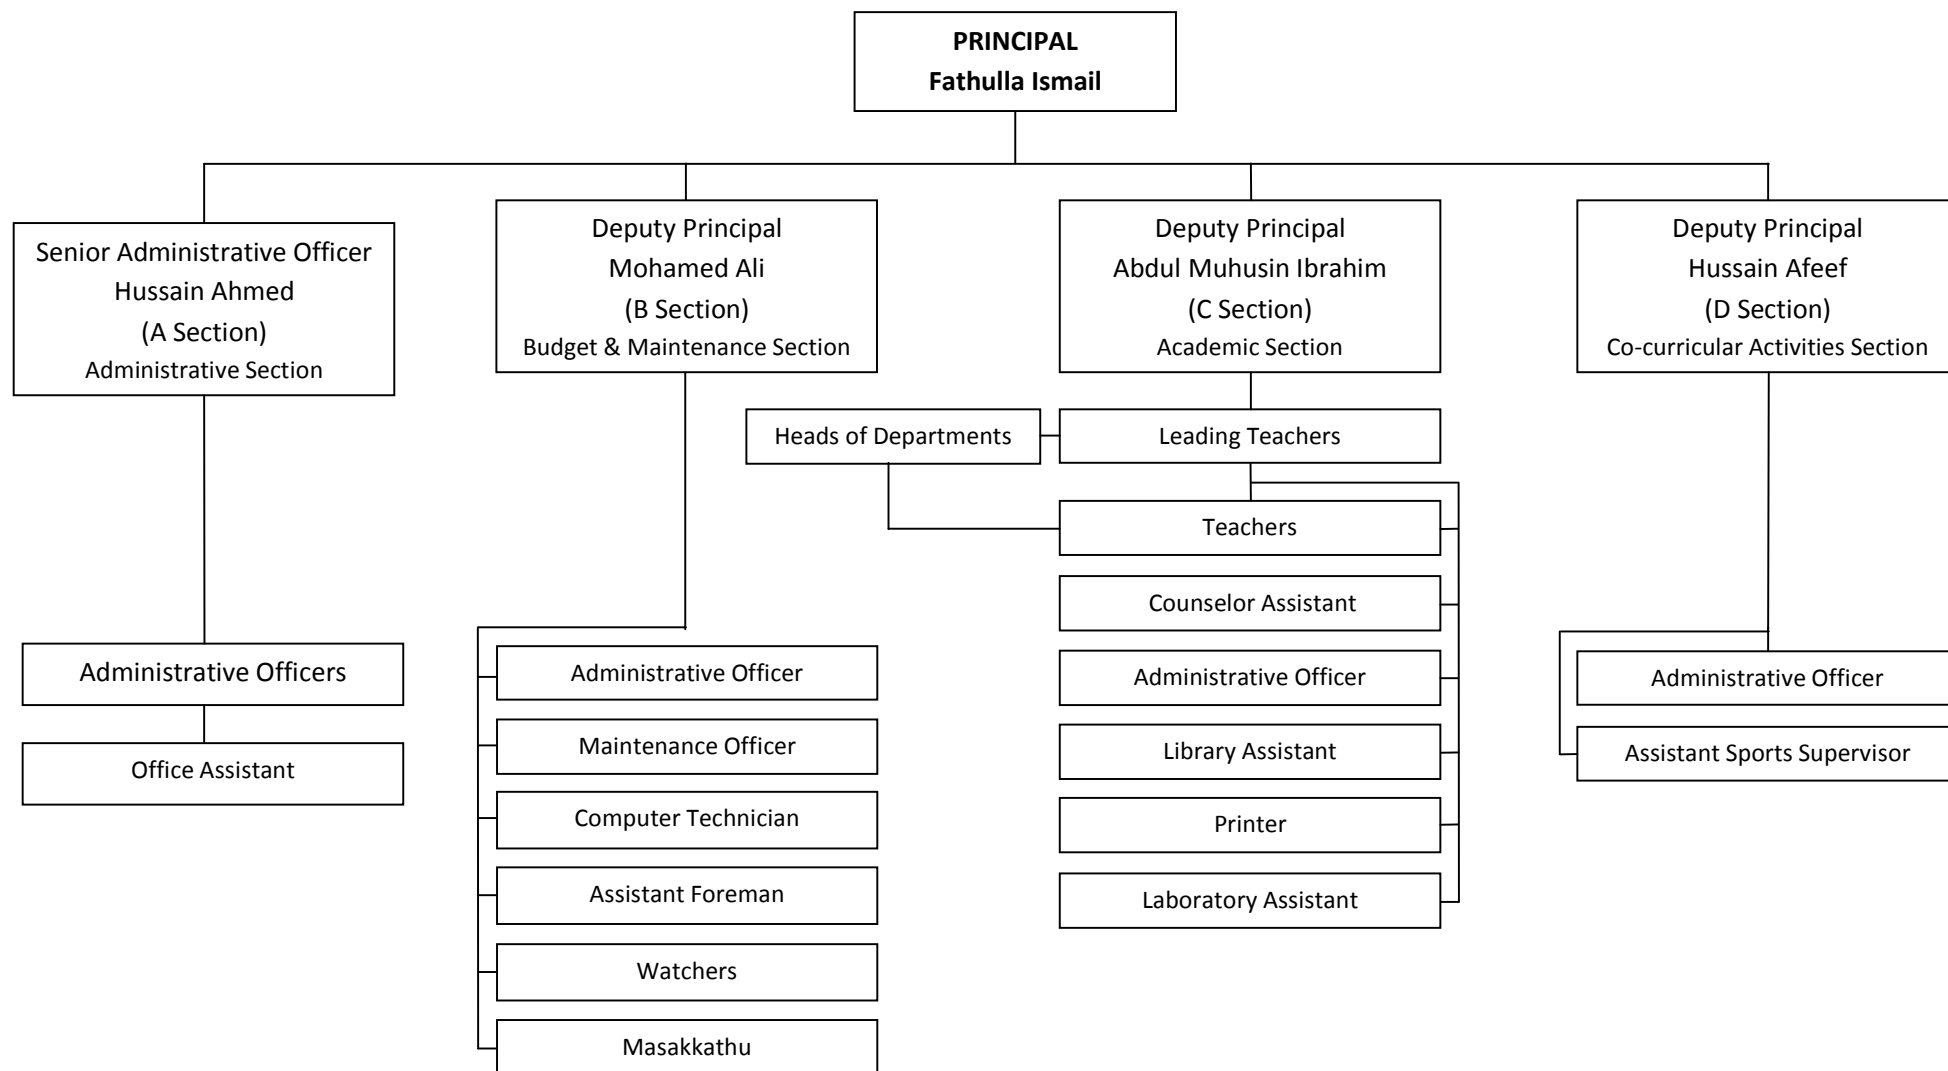 PRINCIPAL
Fathulla Ismail
Senior Administrative Officer
Hussain Ahmed
(A Section)
Administrative Section
Administrative Officers
Office Assistant
Deputy Principal
Mohamed Ali
(B Section)
Budget & Maintenance Section
Administrative Officer
Maintenance Officer
Computer Technician
Assistant Foreman
Watchers
Masakkathu
Deputy Principal
Abdul Muhusin Ibrahim
(C Section)
Academic Section
Heads of Departments
Leading Teachers
Teachers
Counselor Assistant
Administrative Officer
Library Assistant
Printer
Laboratory Assistant
Deputy Principal
Hussain Afeef
(D Section)
Co-curricular Activities Section
Administrative Officer
Assistant Sports Supervisor